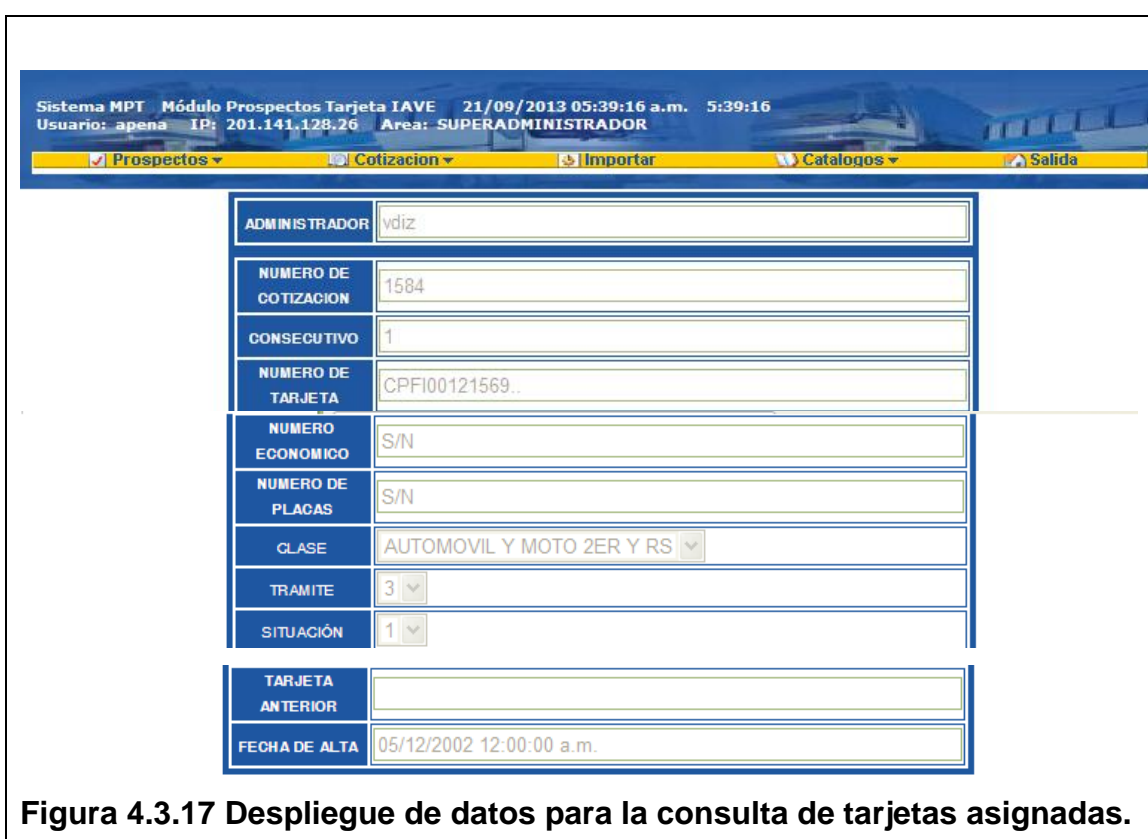 Sistema MPT Módulo Prospectos Tarjeta IAVE 21/09/2013 05:39:16 a.m. 5:39:16
Usuario: apena IP: 201.141.128.26 Area: SUPERADMINISTRADOR
Prospectos Cotizacion Importar Catalogos Salida
ADMINISTRADOR vdiz
NUMERO DE
COTIZACION 1584
CONSECUTIVO 1
NUMERO DE
TARJETA CPFI00121569..
NUMERO
ECONOMICO S/N
NUMERO DE
PLACAS S/N
CLASE AUTOMOVIL Y MOTO 2ER Y RS
TRAMITE 3
SITUACIÓN 1
TARJETA
ANTERIOR
FECHA DE ALTA 05/12/2002 12:00:00 a.m.
Figura 4.3.17 Despliegue de datos para la consulta de tarjetas asignadas.